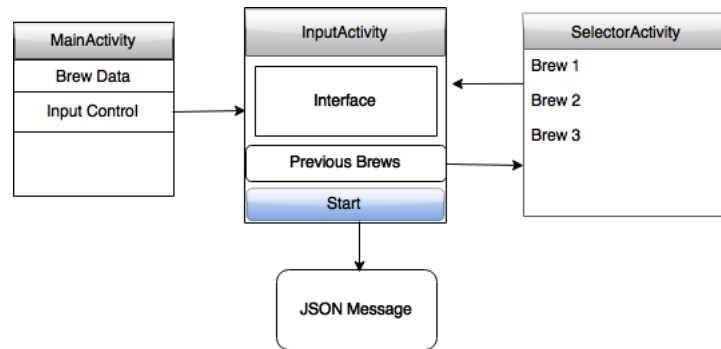 MainActivity
Brew Data
Input Control
InputActivity
Interface
Previous Brews
Start
SelectorActivity
Brew 1
Brew 2
Brew 3
JSON Message